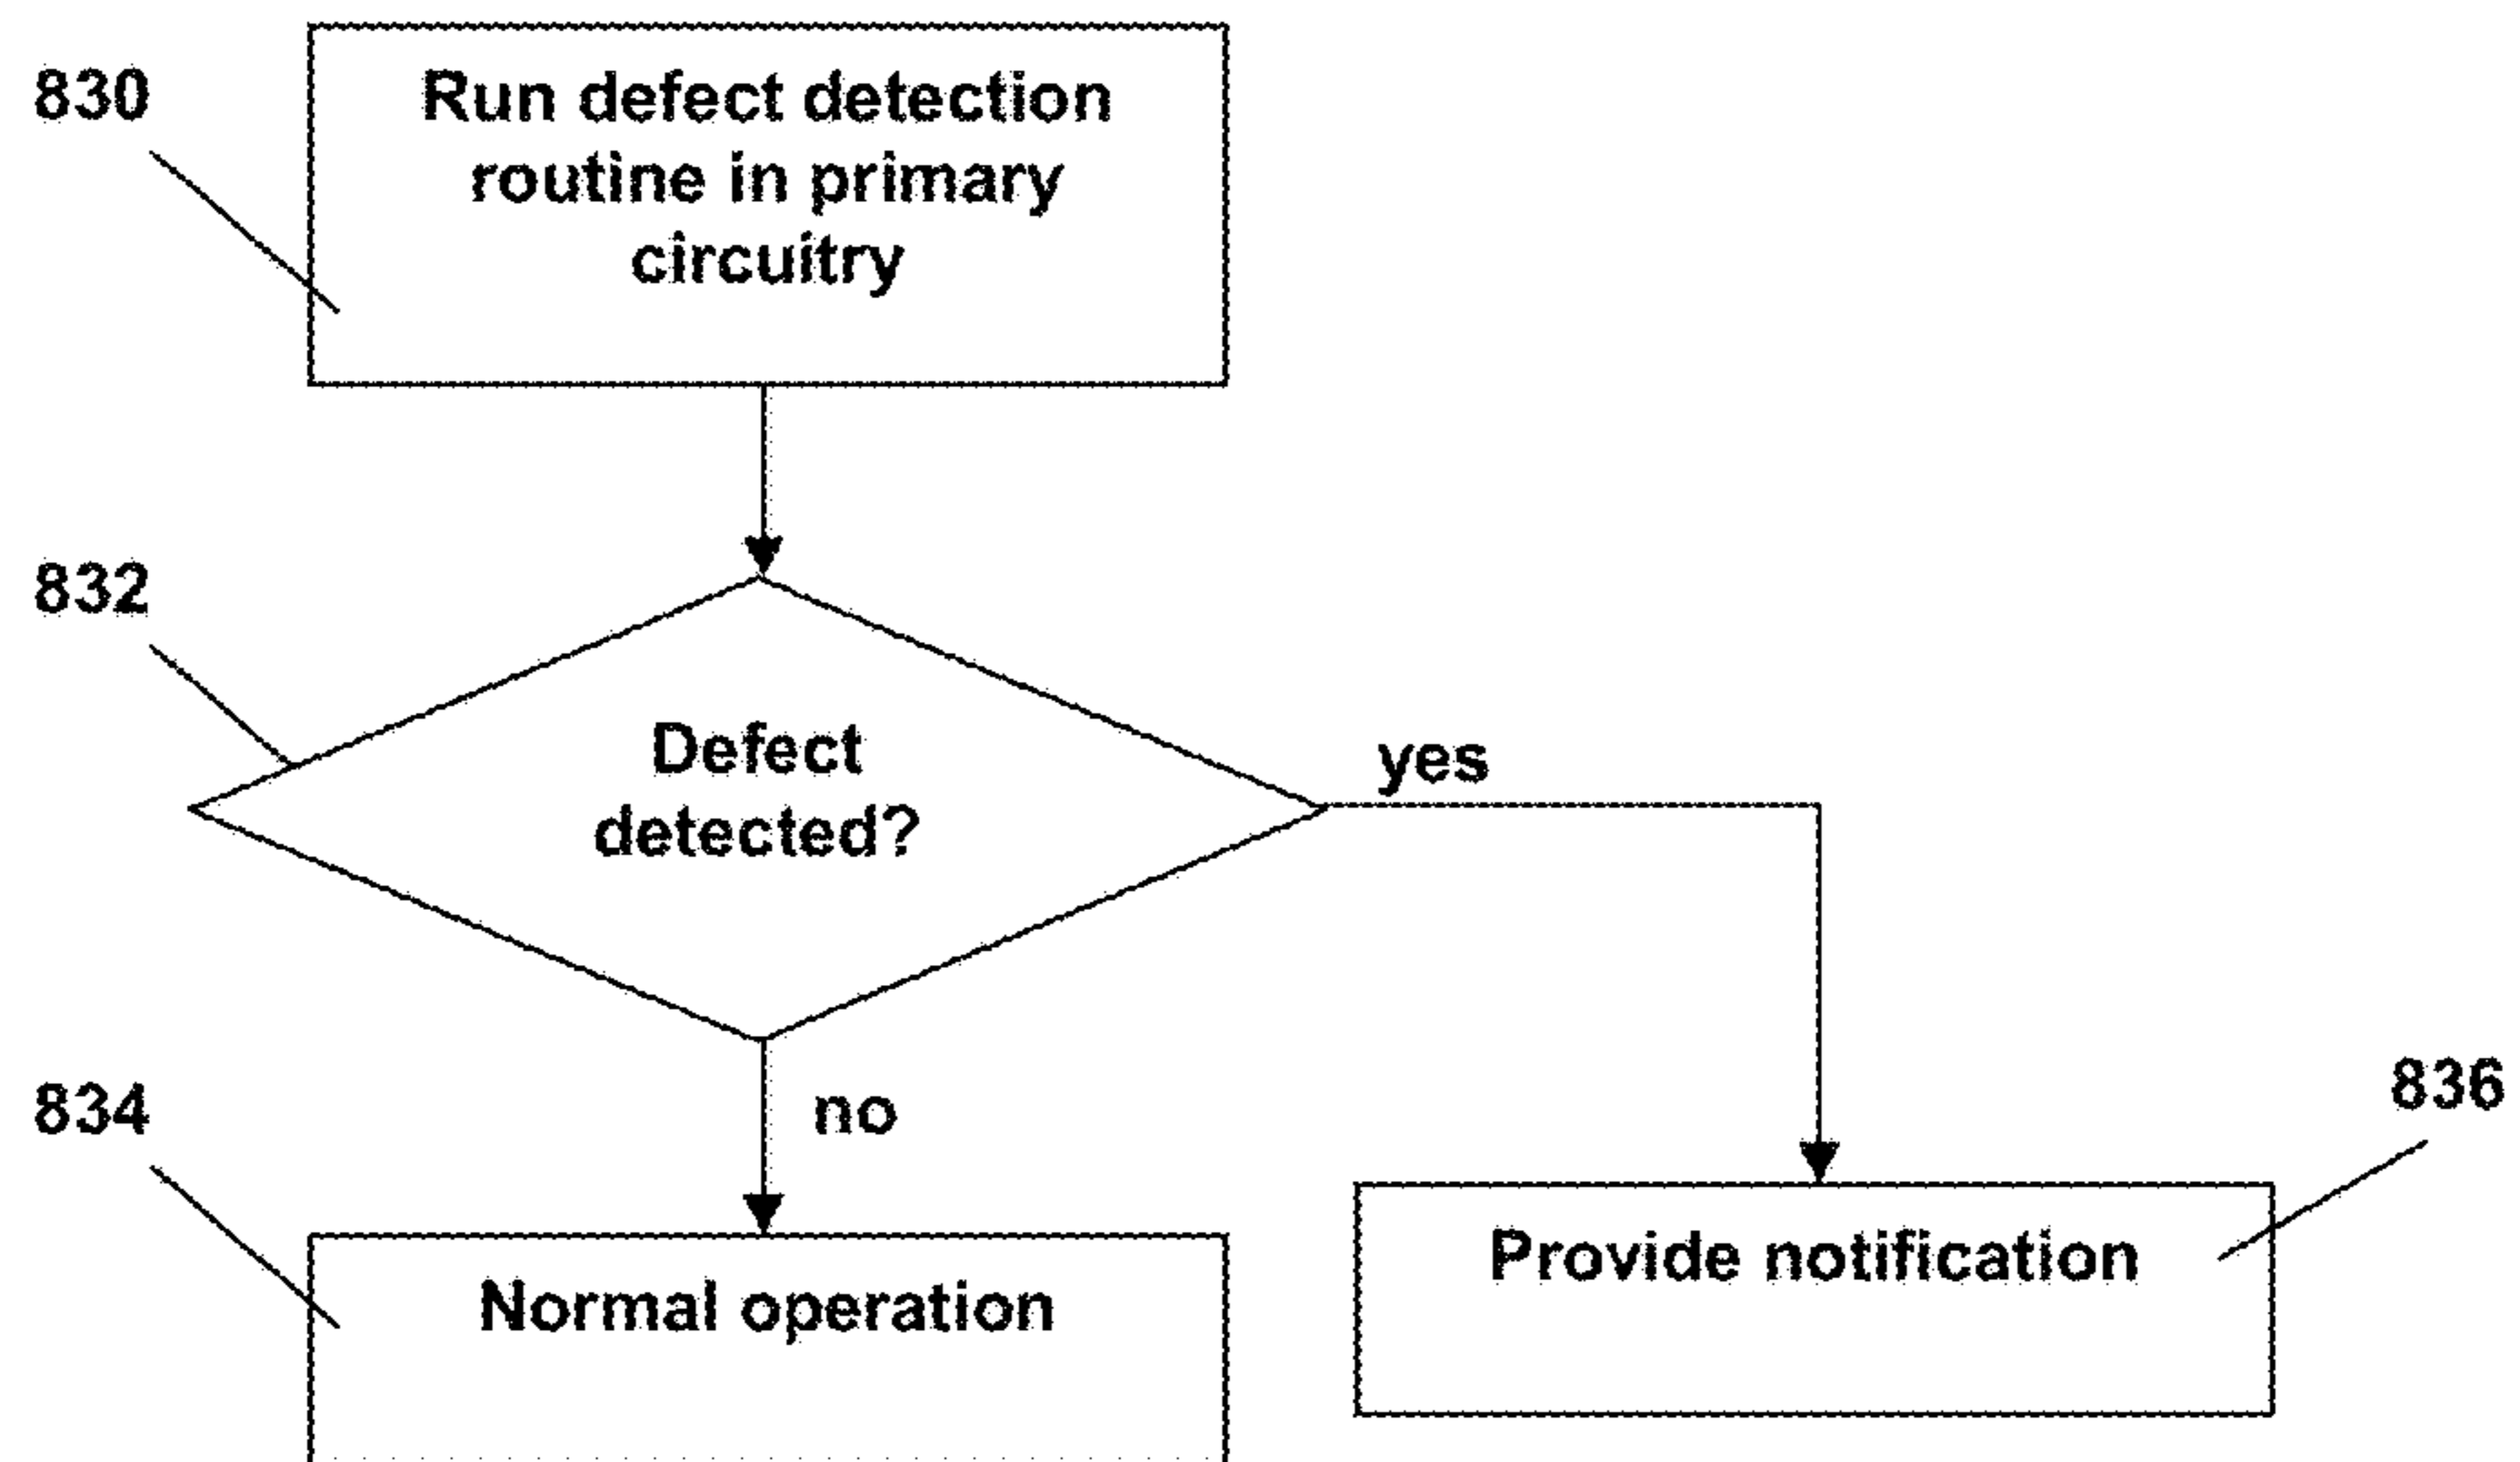 830
Run defect detection
routine in primary
circuitry
832
Defect
detected?
yes
834
no
836
Normal operation
Provide notification